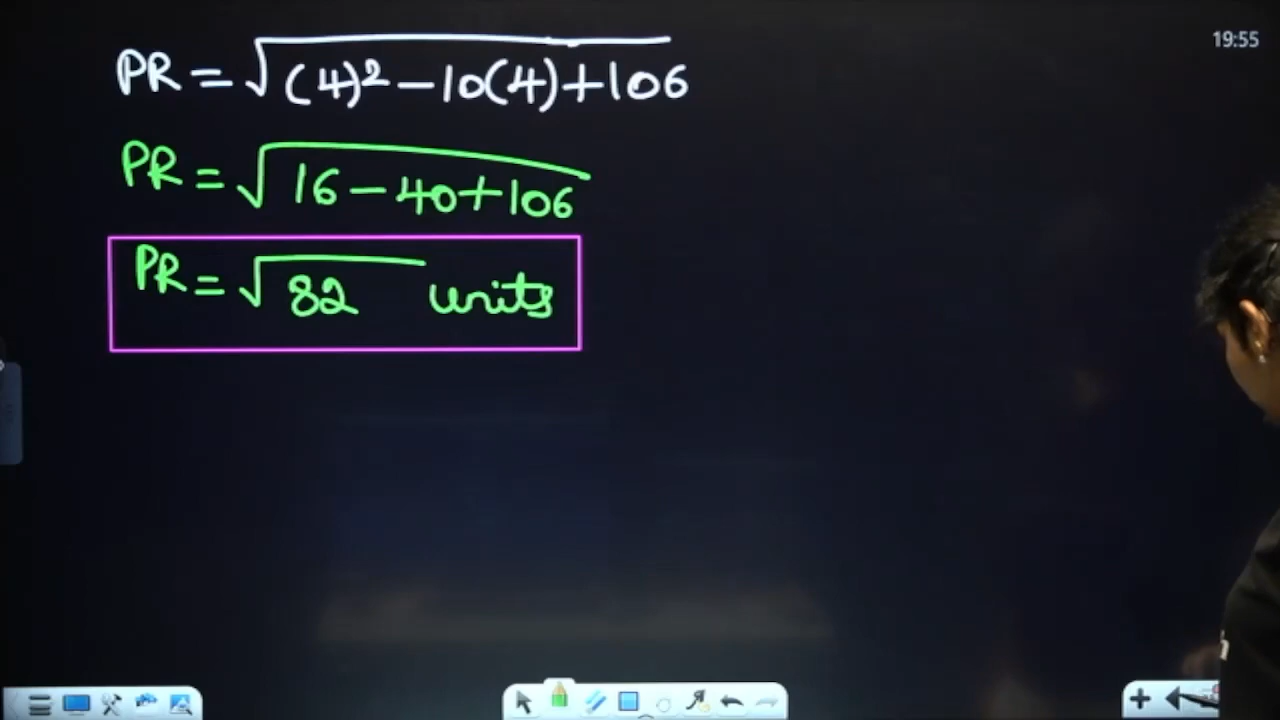 19:55
PR = √(4)² - 10(4) + 106
PR = √16 - 40 + 106
PR = √82 units